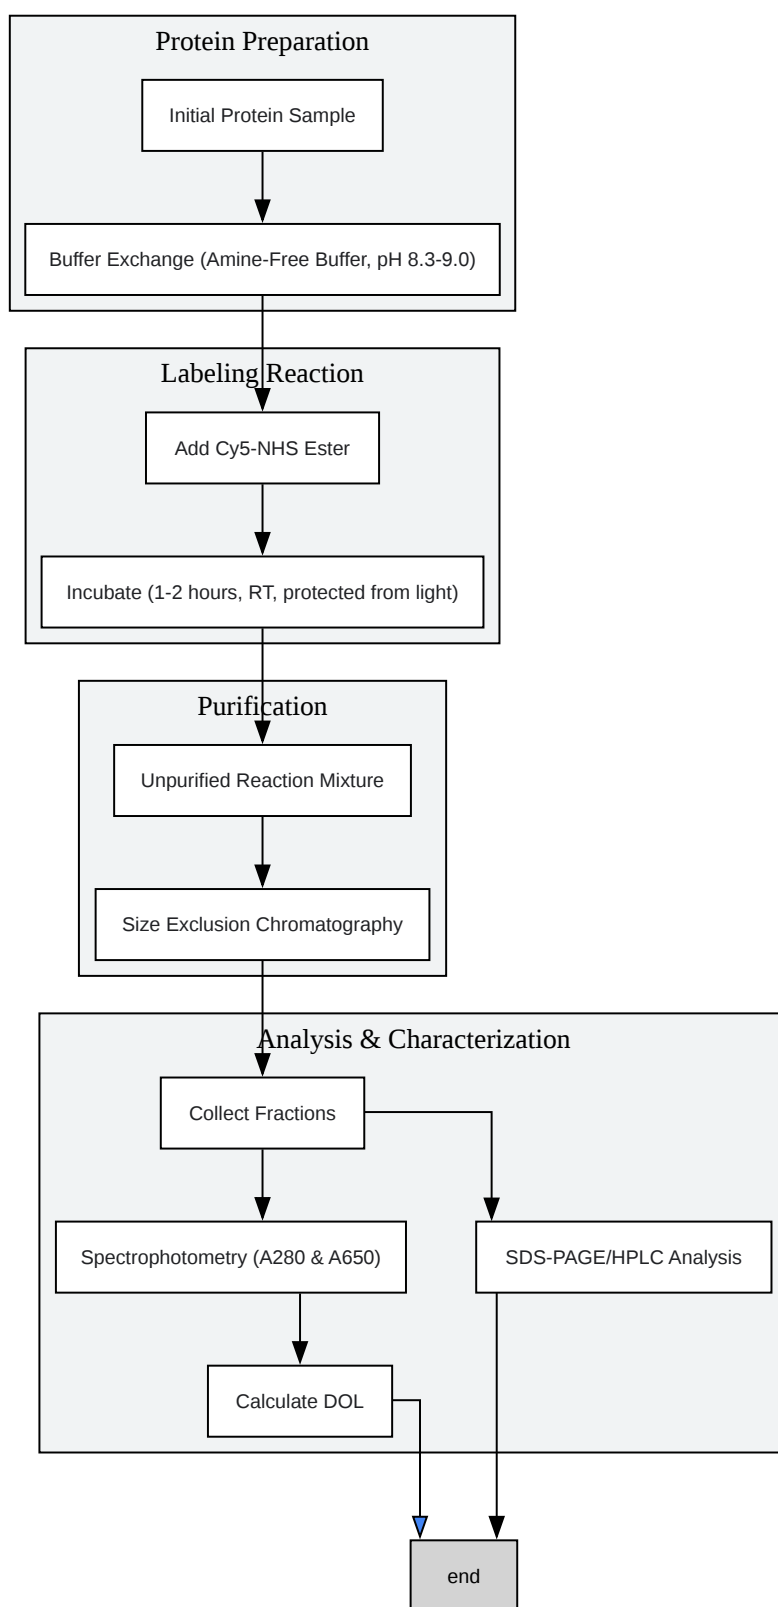 Protein Preparation
Initial Protein Sample
Buffer Exchange (Amine-Free Buffer, pH 8.3-9.0)
Labeling Reaction
Add Cy5-NHS Ester
Incubate (1-2 hours, RT, protected from light)
Purification
Unpurified Reaction Mixture
Size Exclusion Chromatography
Analysis & Characterization
Collect Fractions
Spectrophotometry (A280 & A650)
SDS-PAGE/HPLC Analysis
Calculate DOL
end